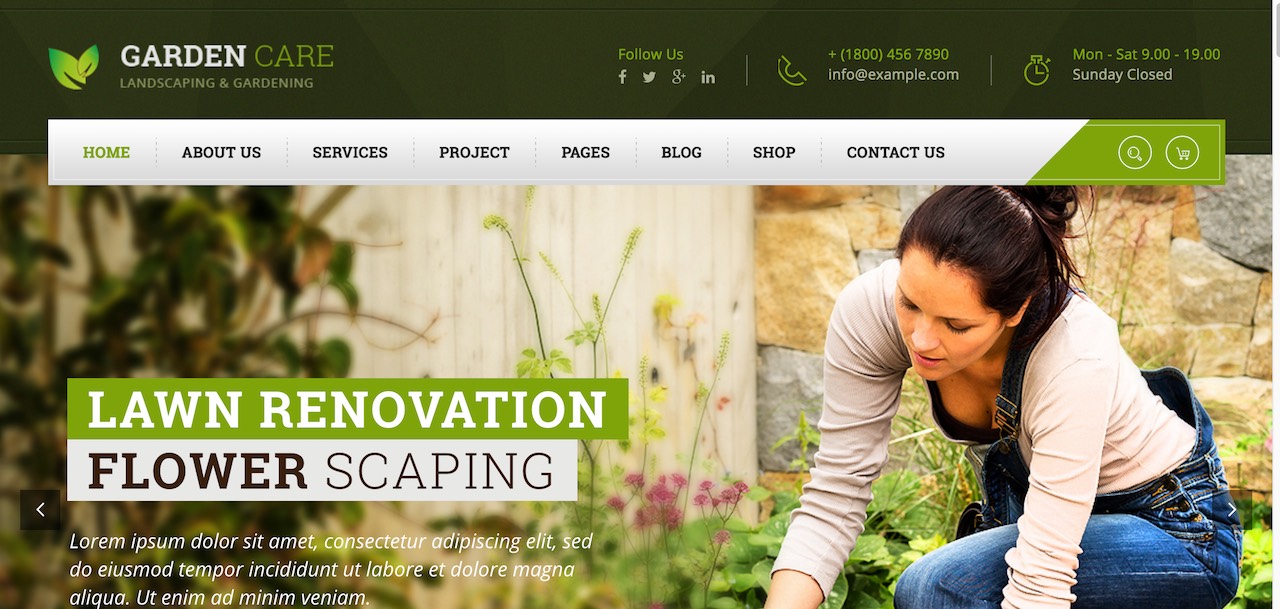 GARDEN CARE
LANDSCAPING & GARDENING
Follow Us
+ (1800) 456 7890
info@example.com
Mon - Sat 9.00 - 19.00
Sunday Closed
HOME ABOUT US SERVICES PROJECT PAGES BLOG SHOP CONTACT US
LAWN RENOVATION
FLOWER SCAPING
Lorem ipsum dolor sit amet, consectetur adipiscing elit, sed
do eiusmod tempor incididunt ut labore et dolore magna
aliqua. Ut enim ad minim veniam.